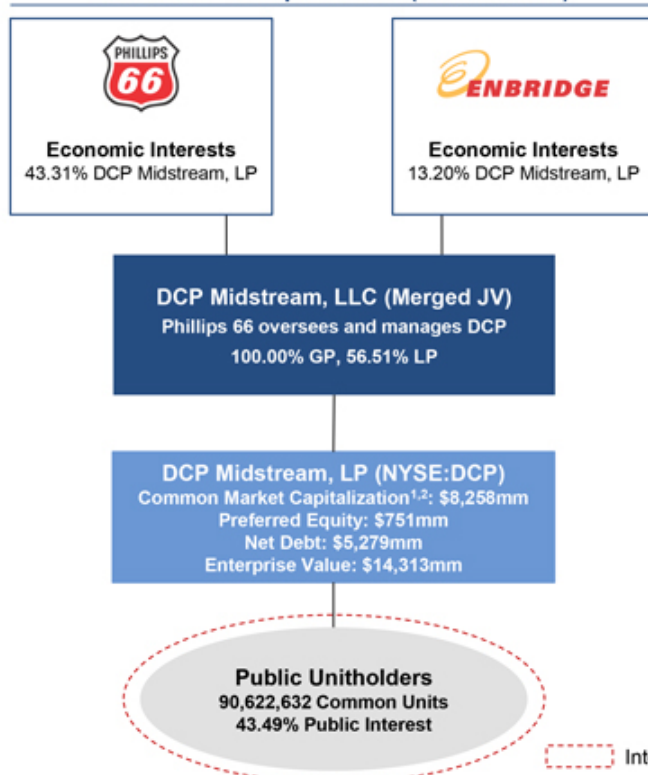 PHILLIPS
66
Economic Interests
43.31% DCP Midstream, LP
ENBRIDGE
Economic Interests
13.20% DCP Midstream, LP
DCP Midstream, LLC (Merged JV)
Phillips 66 oversees and manages DCP
100.00% GP, 56.51% LP
DCP Midstream, LP (NYSE:DCP)
Common Market Capitalization¹,²: $8,258mm
Preferred Equity: $751mm
Net Debt: $5,279mm
Enterprise Value: $14,313mm
Public Unitholders
90,622,632 Common Units
43.49% Public Interest